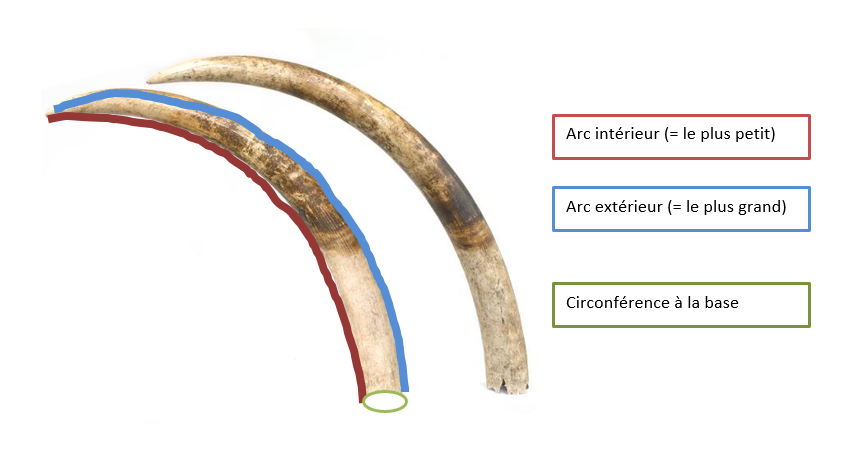 Arc intérieur (= le plus petit)
Arc extérieur (= le plus grand)
Circonférence à la base